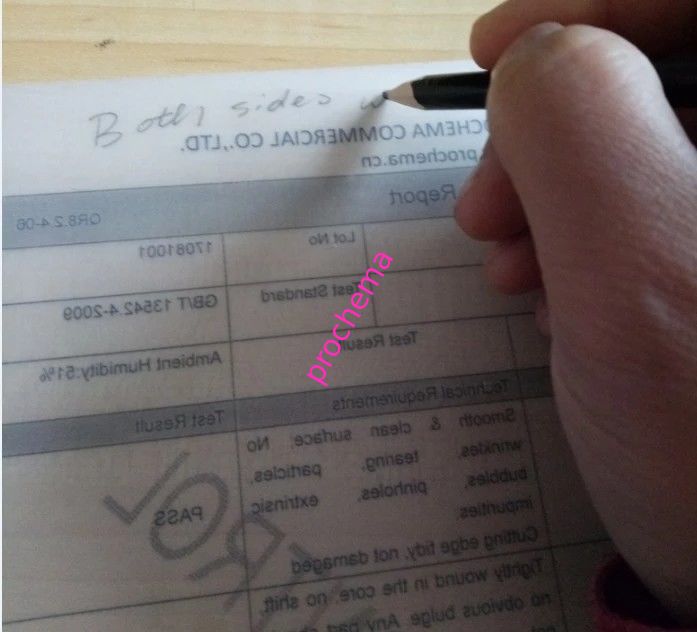 Both sides w
OCHEMA COMMERCIAL CO.,LTD.
.prochema.cn
Report
QR8.2.4-06
Lot No
17081001
Test Standard
GB/T 13542.4-2009
Test Result
Ambient Humidity:51%
Technical Requirements
Test Result
Smooth & clean surface. No
wrinkles, tearing, particles,
bubbles, pinholes, extrinsic
impurities.
Cutting edge tidy, not damaged
PASS
Tightly wound in the core, no shift,
no obvious bulge. Any part
prochema